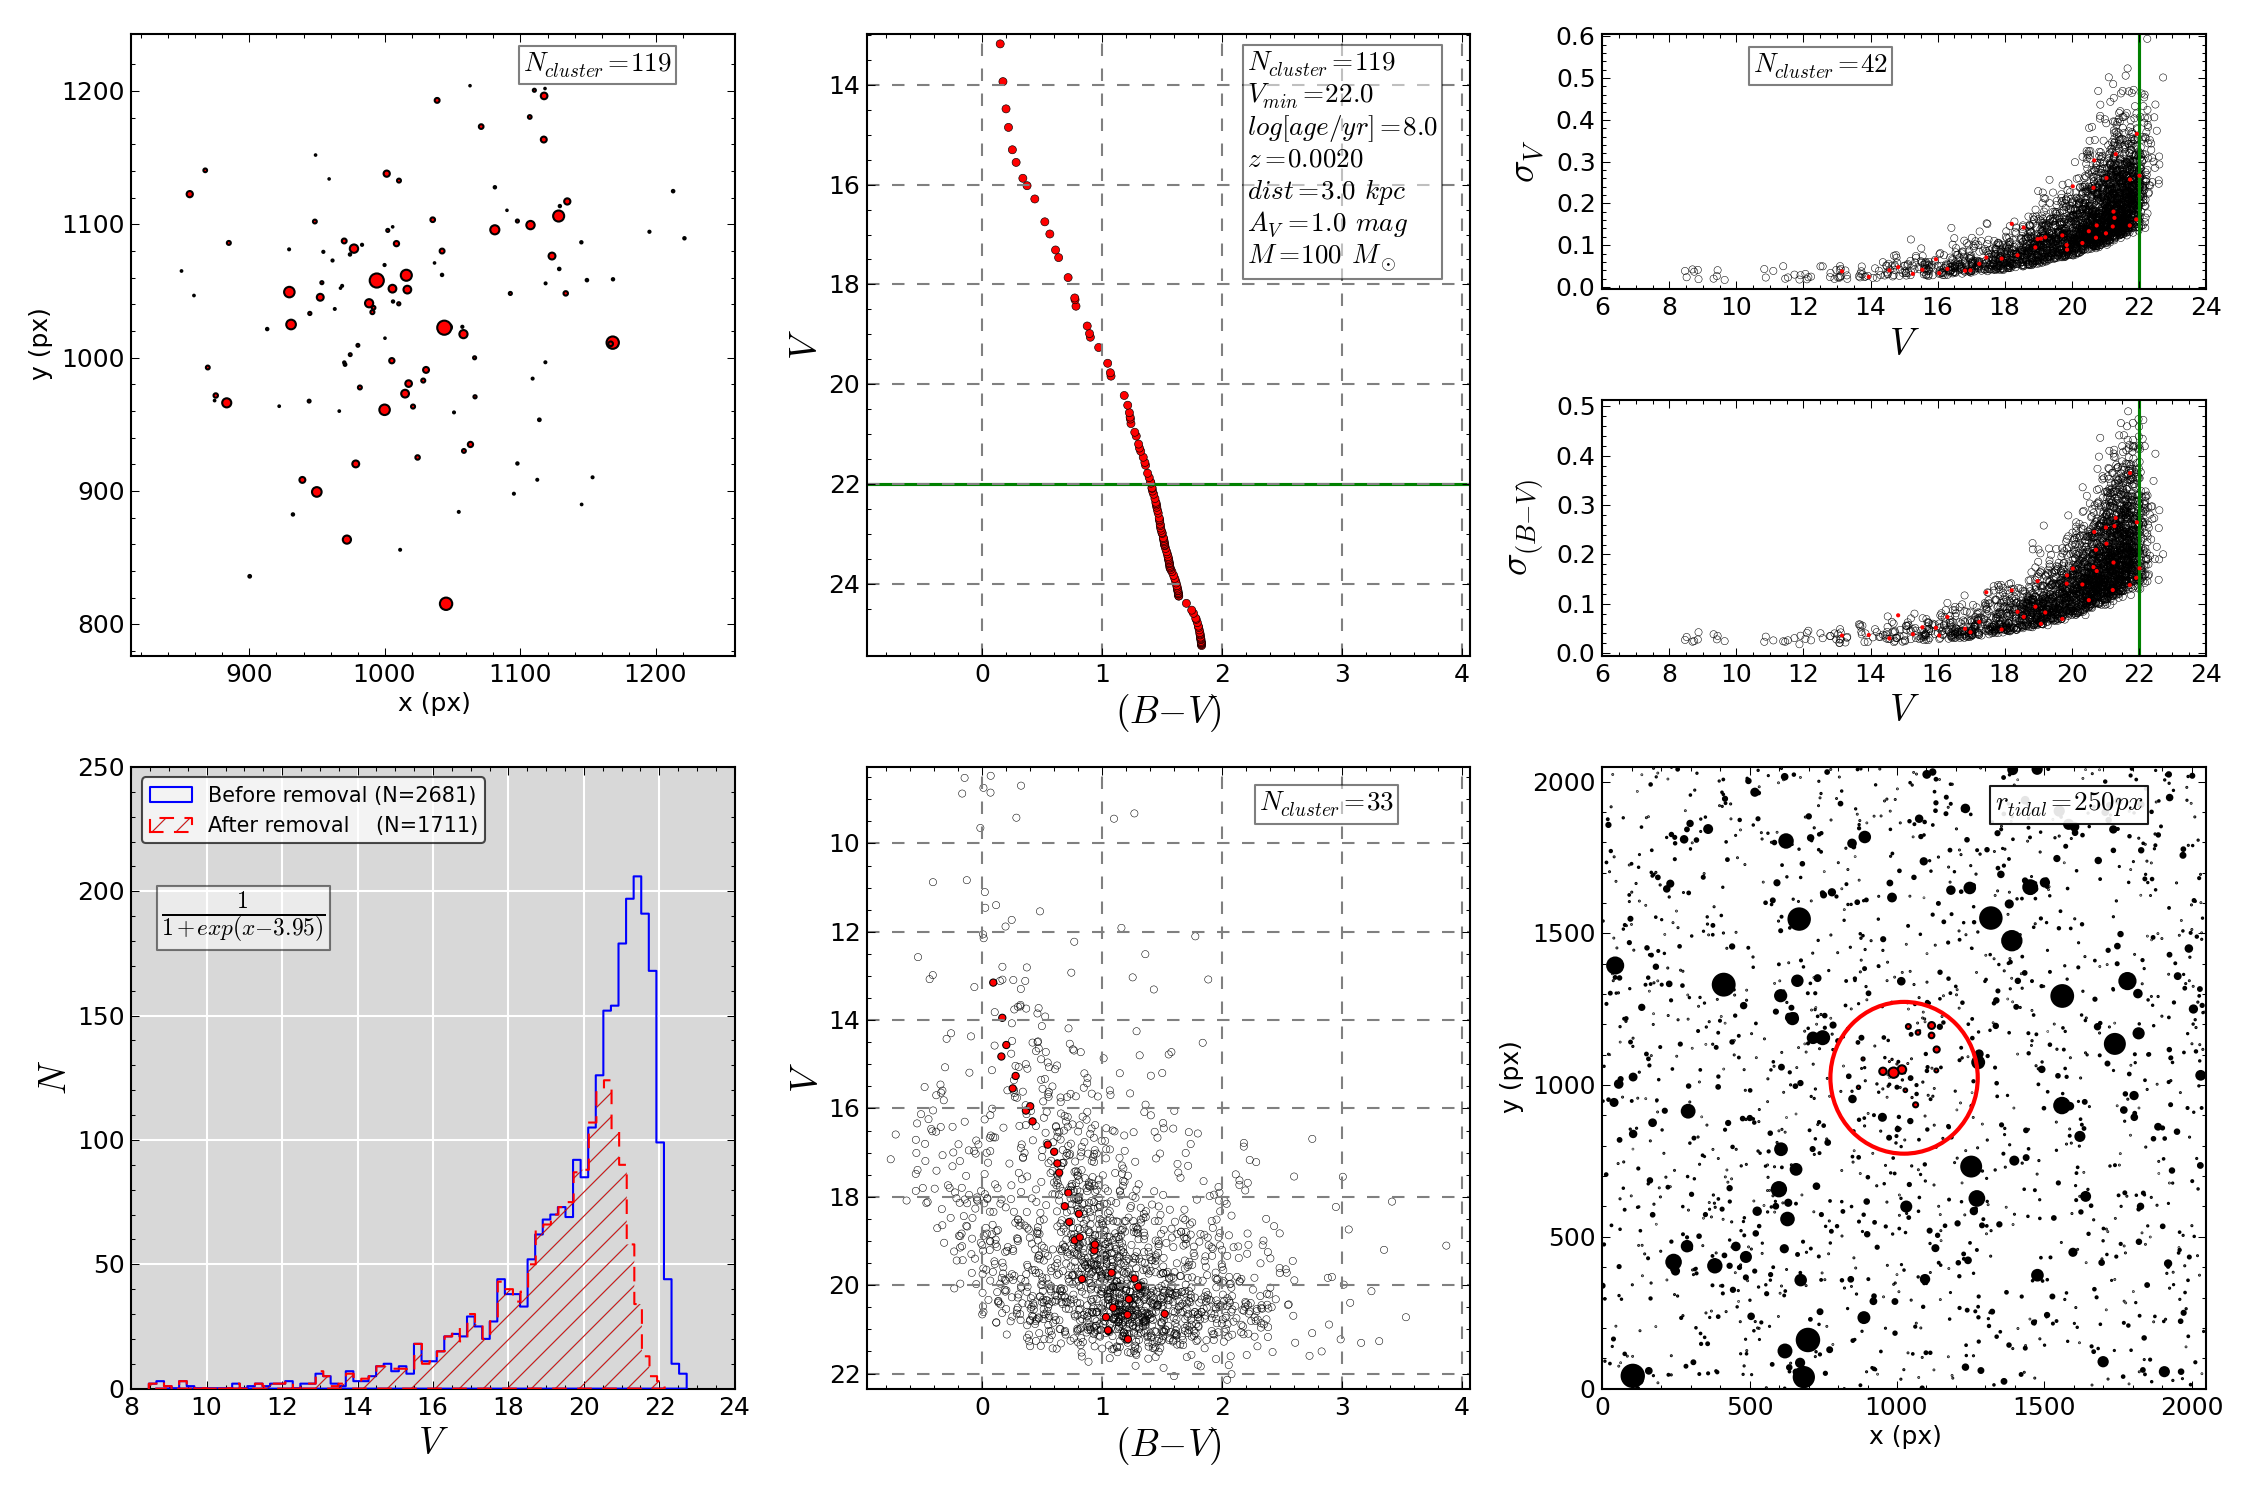 N_cluster=119
1200
1100
1000
900
800
y (px)
900 1000 1100 1200
x (px)
N_cluster=119
V_min=22.0
log[age/yr]=8.0
z=0.0020
dist=3.0 kpc
A_V=1.0 mag
M=100 M_⊙
14
16
18
20
22
24
V
0 1 2 3 4
(B−V)
N_cluster=42
0.6
0.5
0.4
0.3
0.2
0.1
0.0
σ_V
6 8 10 12 14 16 18 20 22 24
V
0.5
0.4
0.3
0.2
0.1
0.0
σ_(B−V)
6 8 10 12 14 16 18 20 22 24
V
250
200
150
100
50
0
N
Before removal (N=2681)
After removal (N=1711)
1
1+exp(x−3.95)
8 10 12 14 16 18 20 22 24
V
N_cluster=33
10
12
14
16
18
20
22
V
0 1 2 3 4
(B−V)
r_tidal=250px
2000
1500
1000
500
0
y (px)
0 500 1000 1500 2000
x (px)